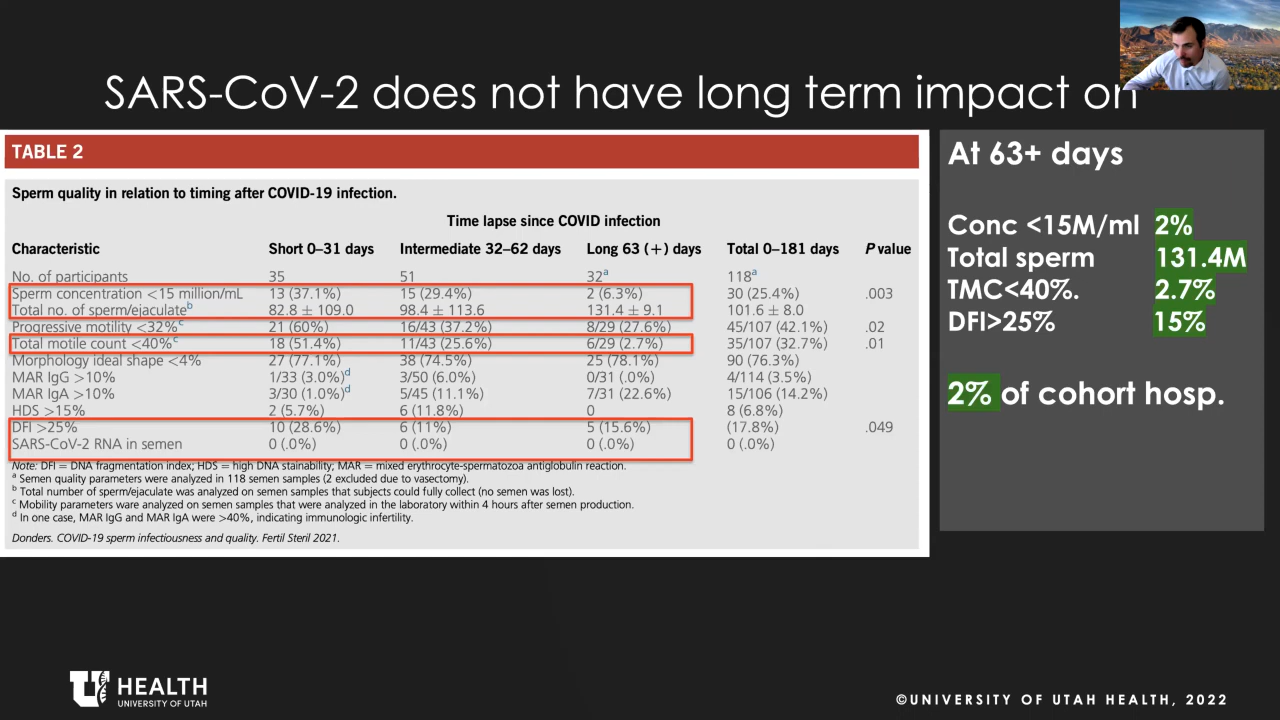 SARS-CoV-2 does not have long term impact on
TABLE 2
Sperm quality in relation to timing after COVID-19 infection.
Time lapse since COVID infection
Characteristic Short 0–31 days Intermediate 32–62 days Long 63 (+) days Total 0–181 days P value
No. of participants 35 51 32a 118a
Sperm concentration <15 million/mL 13 (37.1%) 15 (29.4%) 2 (6.3%) 30 (25.4%) .003
Total no. of sperm/ejaculateb 82.8 ± 109.0 98.4 ± 113.6 131.4 ± 9.1 101.6 ± 8.0
Progressive motility <32%c 21 (60%) 16/43 (37.2%) 8/29 (27.6%) 45/107 (42.1%) .02
Total motile count <40%c 18 (51.4%) 11/43 (25.6%) 6/29 (2.7%) 35/107 (32.7%) .01
Morphology ideal shape <4% 27 (77.1%) 38 (74.5%) 25 (78.1%) 90 (76.3%)
MAR IgG >10% 1/33 (3.0%)d 3/50 (6.0%) 0/31 (.0%) 4/114 (3.5%)
MAR IgA >10% 3/30 (1.0%)d 5/45 (11.1%) 7/31 (22.6%) 15/106 (14.2%)
HDS >15% 2 (5.7%) 6 (11.8%) 0 8 (6.8%)
DFI >25% 10 (28.6%) 6 (11%) 5 (15.6%) (17.8%) .049
SARS-CoV-2 RNA in semen 0 (.0%) 0 (.0%) 0 (.0%) 0 (.0%)
Note: DFI = DNA fragmentation index; HDS = high DNA stainability; MAR = mixed erythrocyte-spermatozoa antiglobulin reaction.
a Semen quality parameters were analyzed in 118 semen samples (2 excluded due to vasectomy).
b Total number of sperm/ejaculate was analyzed on semen samples that subjects could fully collect (no semen was lost).
c Mobility parameters ware analyzed on semen samples that were analyzed in the laboratory within 4 hours after semen production.
d In one case, MAR IgG and MAR IgA were >40%, indicating immunologic infertility.
Donders. COVID-19 sperm infectiousness and quality. Fertil Steril 2021.
At 63+ days
Conc <15M/ml 2%
Total sperm 131.4M
TMC<40%. 2.7%
DFI>25% 15%
2% of cohort hosp.
U HEALTH
UNIVERSITY OF UTAH
©UNIVERSITY OF UTAH HEALTH, 2022